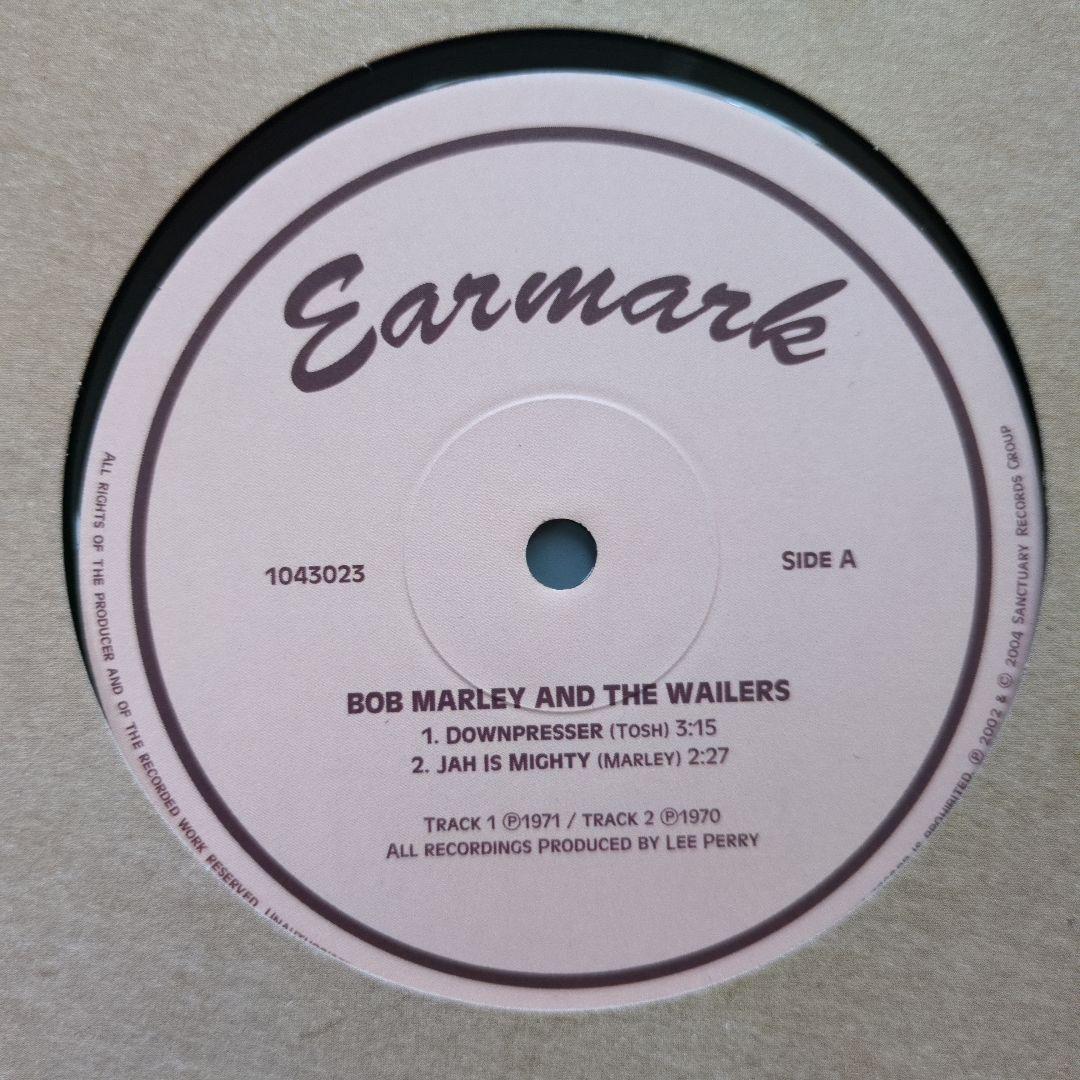 Earmark
1043023
SIDE A
BOB MARLEY AND THE WAILERS
1. DOWNPRESSER (TOSH) 3:15
2. JAH IS MIGHTY (MARLEY) 2:27
TRACK 1 ℗1971 / TRACK 2 ℗1970
ALL RECORDINGS PRODUCED BY LEE PERRY
ALL RIGHTS OF THE PRODUCER AND OF THE RECORDED WORK RESERVED.
IS PROHIBITED. ℗ 2002 & © 2004 SANCTUARY RECORDS GROUP